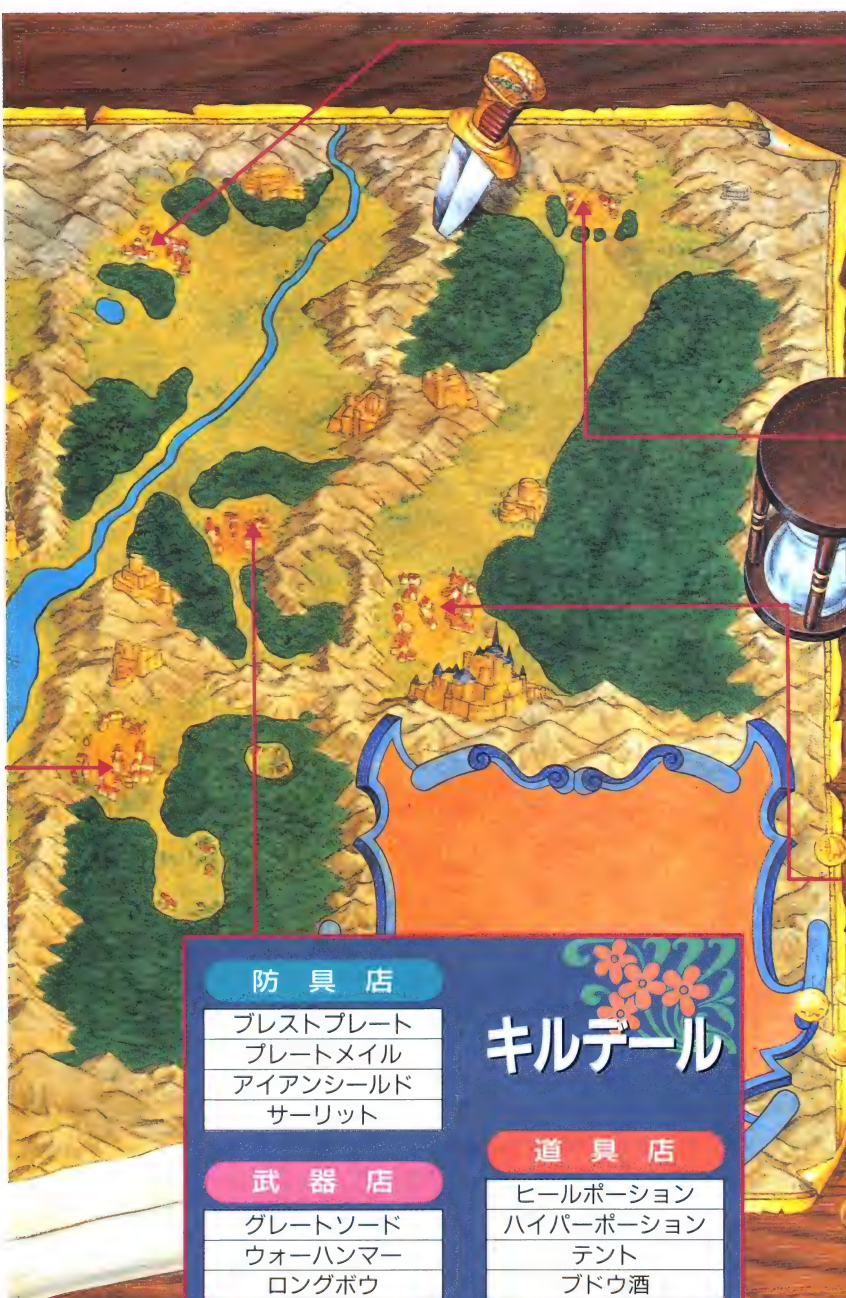 キルデール
防具店
ブレストプレート
プレートメイル
アイアンシールド
サーリット
武器店
グレートソード
ウォーハンマー
ロングボウ
道具店
ヒールポーション
ハイパーポーション
テント
ブドウ酒